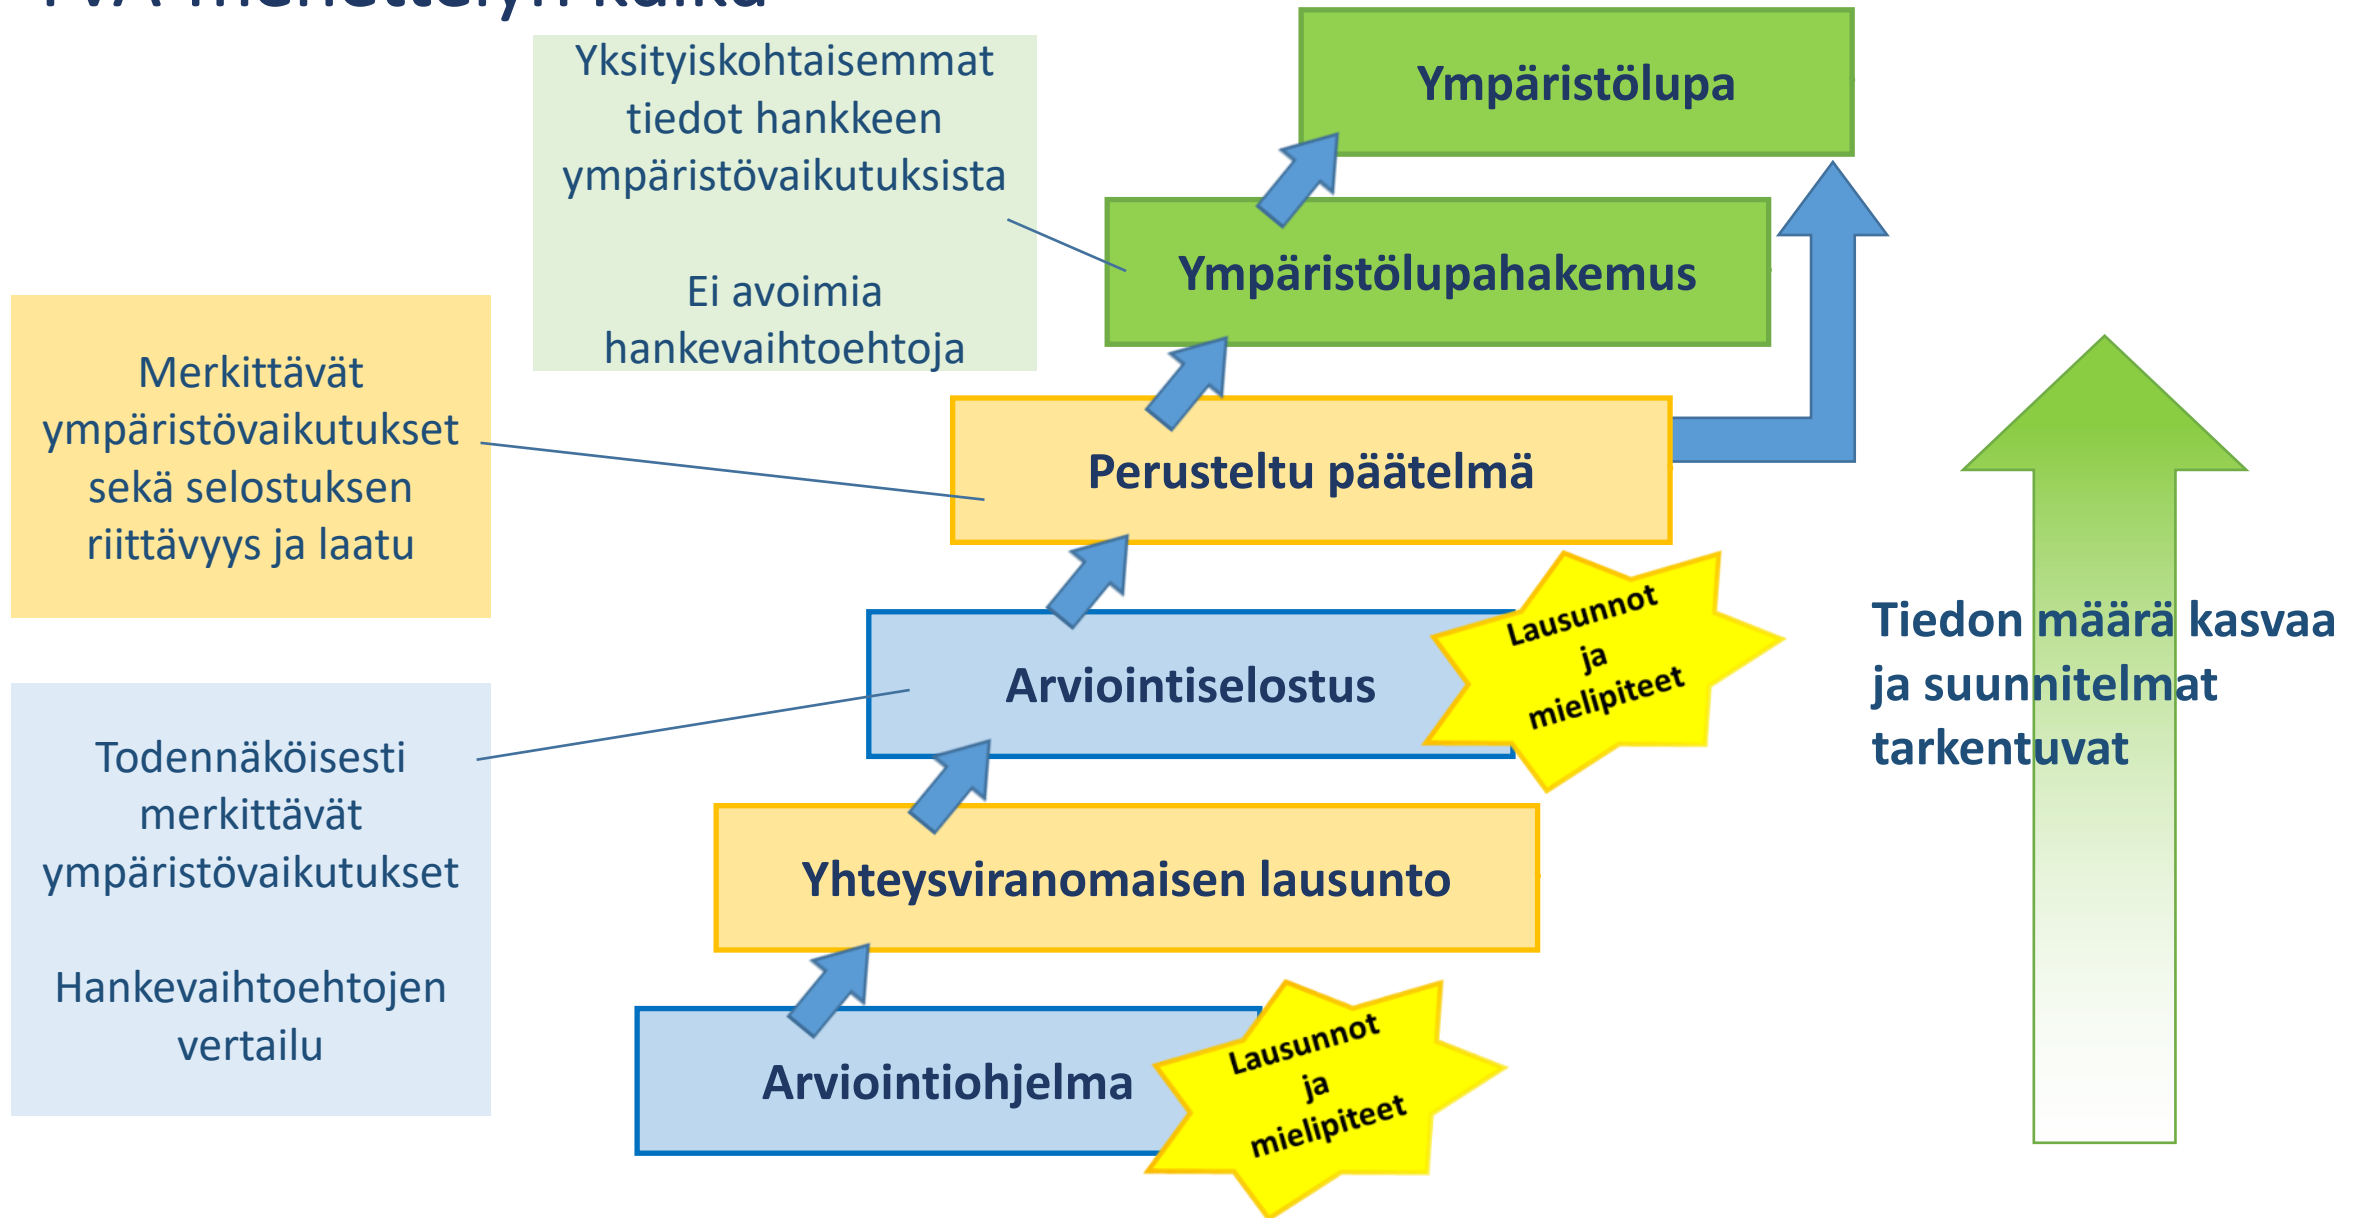 Yksityiskohtaisemmat
tiedot hankkeen
ympäristövaikutuksista
Ei avoimia
hankevaihtoehtoja
Ympäristölupa
Ympäristölupahakemus
Merkittävät
ympäristövaikutukset
sekä selostuksen
riittävyys ja laatu
Perusteltu päätelmä
Lausunnot
ja
mielipiteet
Arviointiselostus
Tiedon määrä kasvaa
ja suunnitelmat
tarkentuvat
Todennäköisesti
merkittävät
ympäristövaikutukset
Hankevaihtoehtojen
vertailu
Yhteysviranomaisen lausunto
Arviointiohjelma
Lausunnot
ja
mielipiteet